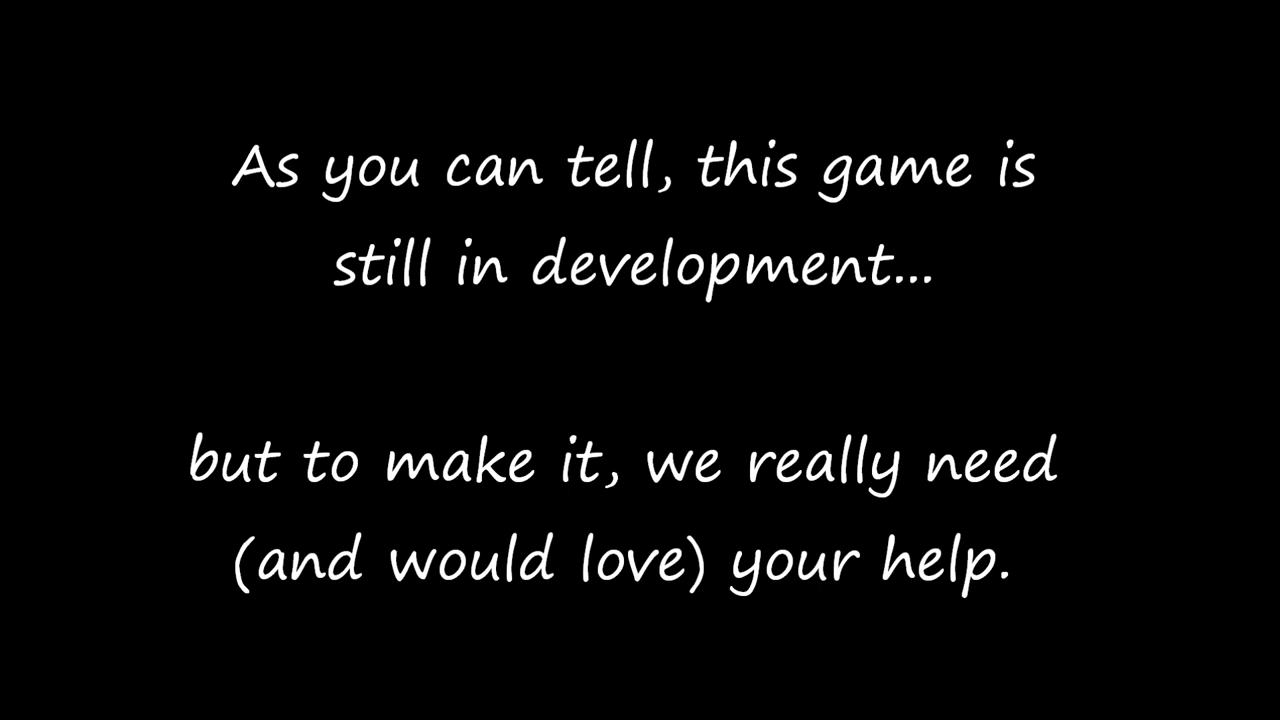 As you can tell, this game is
still in development...
but to make it, we really need
(and would love) your help.